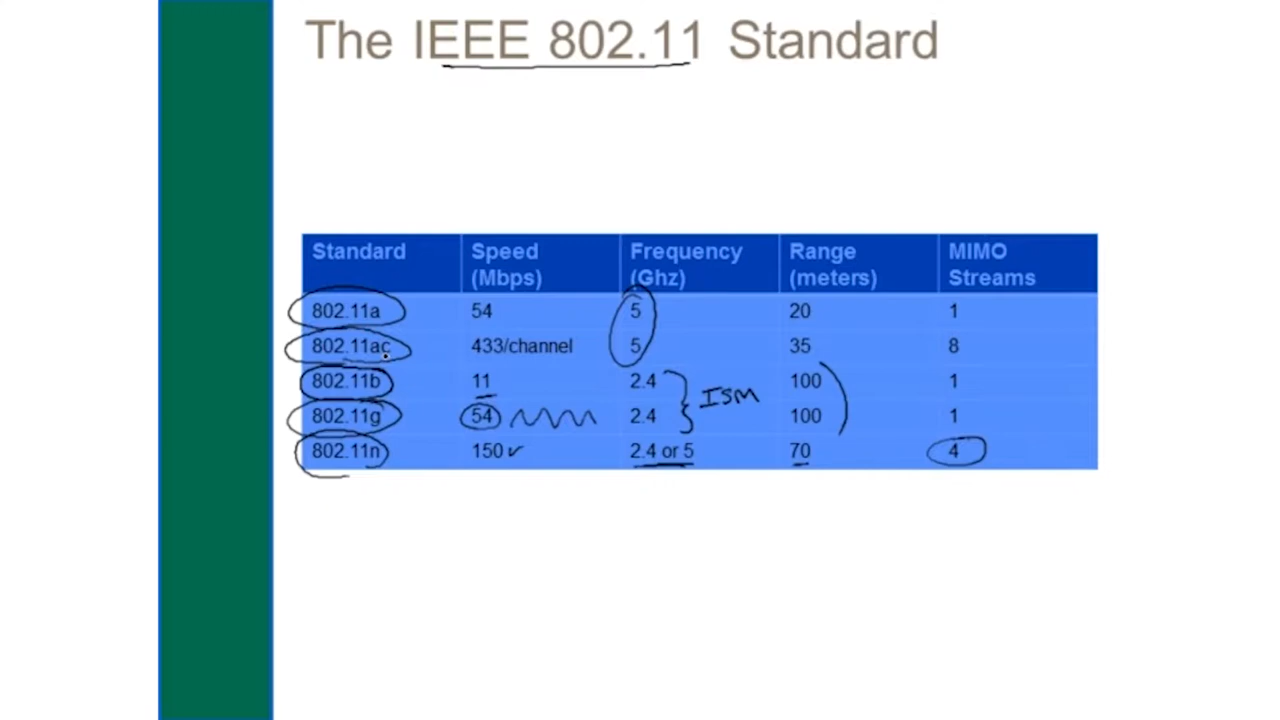 The IEEE 802.11 Standard
Standard Speed (Mbps) Frequency (Ghz) Range (meters) MIMO Streams
802.11a 54 5 20 1
802.11ac 433/channel 5 35 8
802.11b 11 2.4 100 1
ISM
802.11g 54 2.4 100 1
802.11n 150 2.4 or 5 70 4